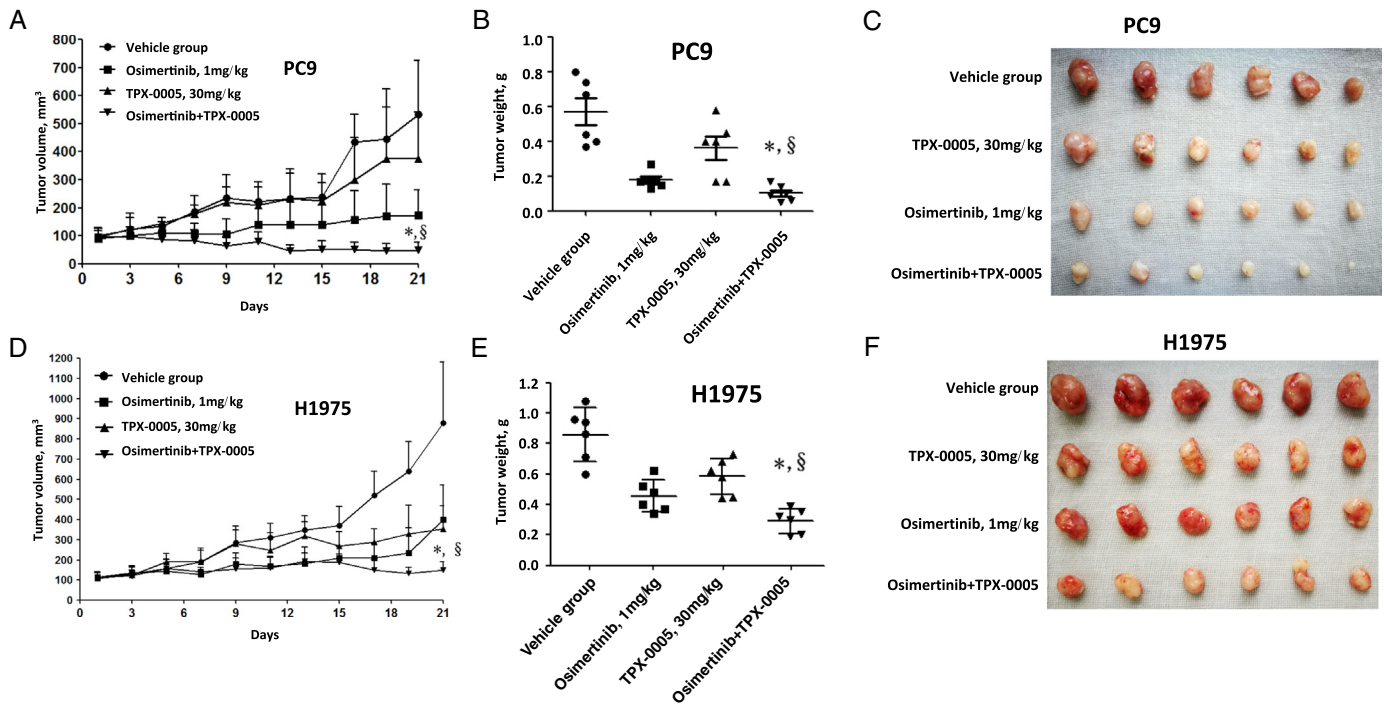 A
800
700
600
500
400
300
200
100
0
Tumor volume, mm³
Vehicle group
Osimertinib, 1mg/kg
TPX-0005, 30mg/kg
Osimertinib+TPX-0005
PC9
*,§
0 3 6 9 12 15 18 21
Days
B
1.0
0.8
0.6
0.4
0.2
0.0
Tumor weight, g
PC9
*, §
Vehicle group
Osimertinib, 1mg/kg
TPX-0005, 30mg/kg
Osimertinib+TPX-0005
C
PC9
Vehicle group
TPX-0005, 30mg/kg
Osimertinib, 1mg/kg
Osimertinib+TPX-0005
D
1200
1100
1000
900
800
700
600
500
400
300
200
100
0
Tumor volume, mm³
Vehicle group
Osimertinib, 1mg/kg
TPX-0005, 30mg/kg
Osimertinib+TPX-0005
H1975
*, §
0 3 6 9 12 15 18 21
Days
E
1.2
1.0
0.8
0.6
0.4
0.2
0.0
Tumor weight, g
H1975
*, §
Vehicle group
Osimertinib, 1mg/kg
TPX-0005, 30mg/kg
Osimertinib+TPX-0005
F
H1975
Vehicle group
TPX-0005, 30mg/kg
Osimertinib, 1mg/kg
Osimertinib+TPX-0005